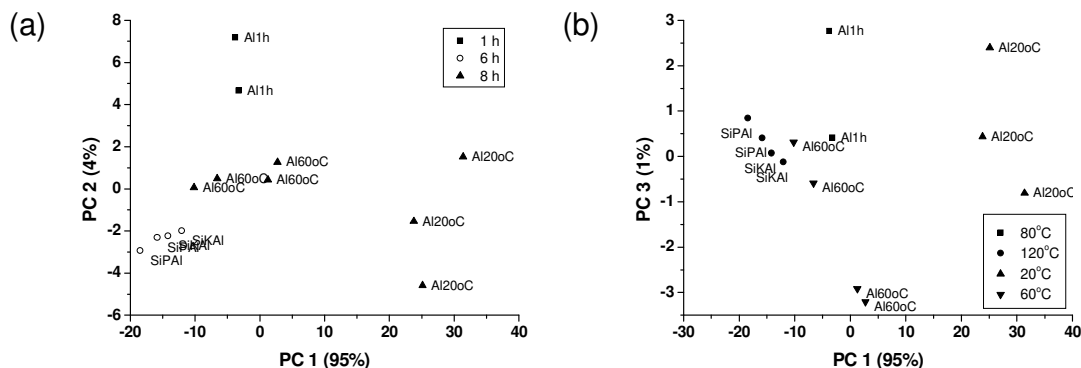 (a)
8
6
4
2
0
-2
-4
-6
PC 2 (4%)
Al1h
Al1h
1 h
6 h
8 h
Al60oC
Al60oC
Al60oC
Al60oC
Al20oC
Al20oC
Al20oC
SiKAl
SiKAl
SiPAl
SiPAl
-20 -10 0 10 20 30 40
PC 1 (95%)
(b)
3
2
1
0
-1
-2
-3
PC 3 (1%)
Al1h
Al20oC
SiPAl
Al1h
Al20oC
SiPAl
Al60oC
SiKAl
SiKAl
Al60oC
Al20oC
80°C
120°C
20°C
60°C
Al60oC
Al60oC
-30 -20 -10 0 10 20 30 40
PC 1 (95%)